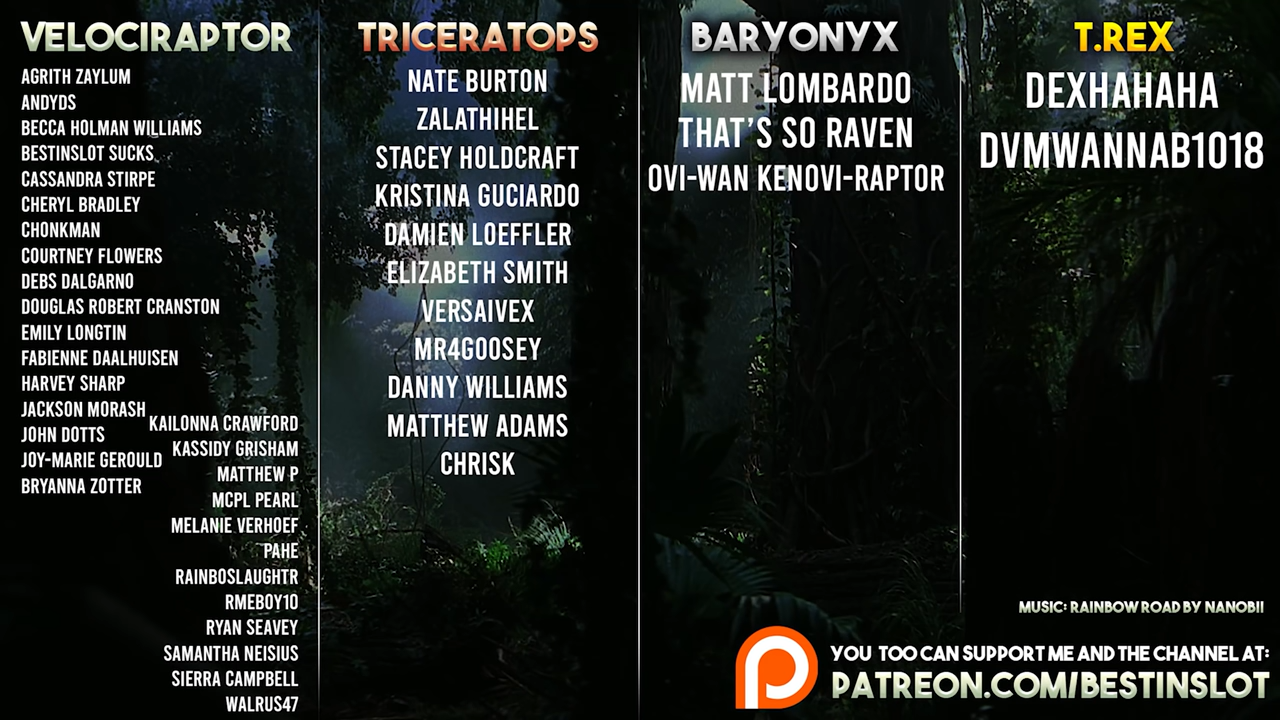 VELOCIRAPTOR
AGRITH ZAYLUM
ANDYDS
BECCA HOLMAN WILLIAMS
BESTINSLOT SUCKS
CASSANDRA STIRPE
CHERYL BRADLEY
CHONKMAN
COURTNEY FLOWERS
DEBS DALGARNO
DOUGLAS ROBERT CRANSTON
EMILY LONGTIN
FABIENNE DAALHUISEN
HARVEY SHARP
JACKSON MORASH
JOHN DOTTS
JOY-MARIE GEROULD
BRYANNA ZOTTER
KAILONNA CRAWFORD
KASSIDY GRISHAM
MATTHEW P
MCPL PEARL
MELANIE VERHOEF
PAHE
RAINBOSLAUGHTR
RMEBOY10
RYAN SEAVEY
SAMANTHA NEISIUS
SIERRA CAMPBELL
WALRUS47
TRICERATOPS
NATE BURTON
ZALATHIHEL
STACEY HOLDCRAFT
KRISTINA GUCIARDO
DAMIEN LOEFFLER
ELIZABETH SMITH
VERSAIVEX
MR4GOOSEY
DANNY WILLIAMS
MATTHEW ADAMS
CHRISK
BARYONYX
MATT LOMBARDO
THAT'S SO RAVEN
OVI-WAN KENOVI-RAPTOR
T.REX
DEXHAHAHA
DVMWANNAB1018
MUSIC: RAINBOW ROAD BY NANOBII
YOU TOO CAN SUPPORT ME AND THE CHANNEL AT:
PATREON.COM/BESTINSLOT